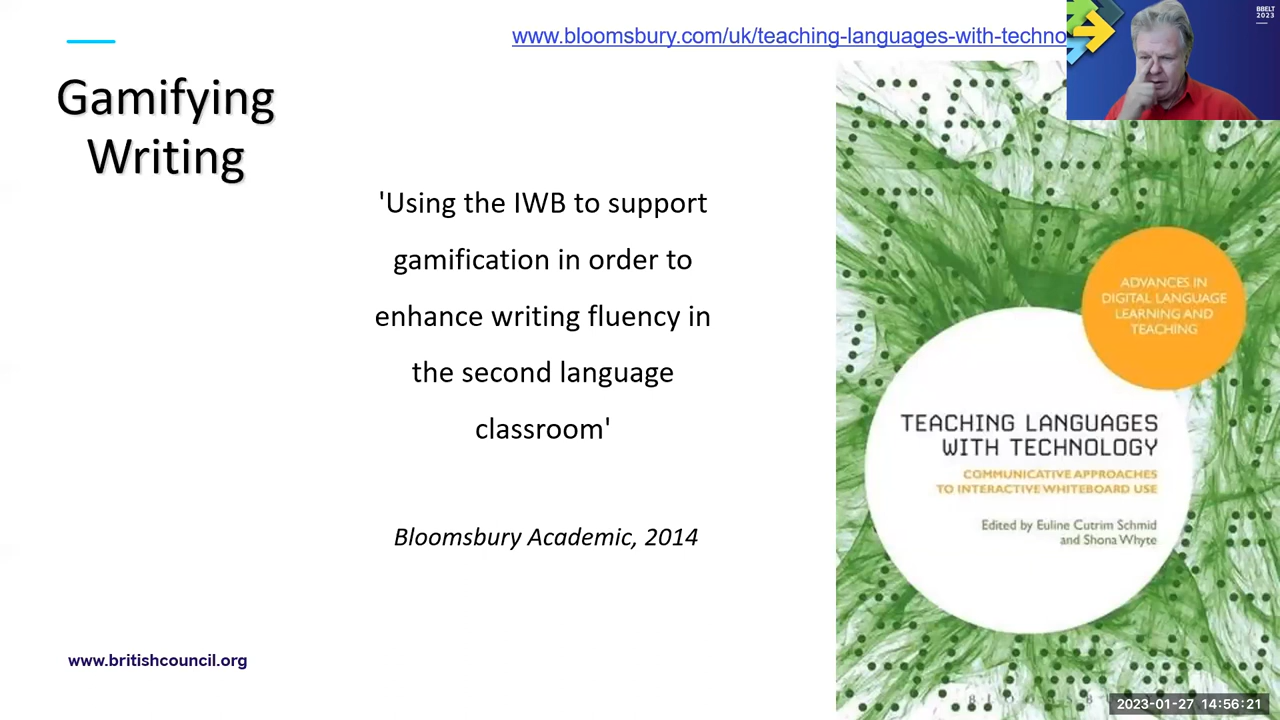 www.bloomsbury.com/uk/teaching-languages-with-techno
BBELT
2023
Gamifying
Writing
'Using the IWB to support
gamification in order to
enhance writing fluency in
the second language
classroom'
Bloomsbury Academic, 2014
ADVANCES IN
DIGITAL LANGUAGE
LEARNING AND
TEACHING
TEACHING LANGUAGES
WITH TECHNOLOGY
COMMUNICATIVE APPROACHES
TO INTERACTIVE WHITEBOARD USE
Edited by Euline Cutrim Schmid
and Shona Whyte
www.britishcouncil.org
2023-01-27 14:56:21